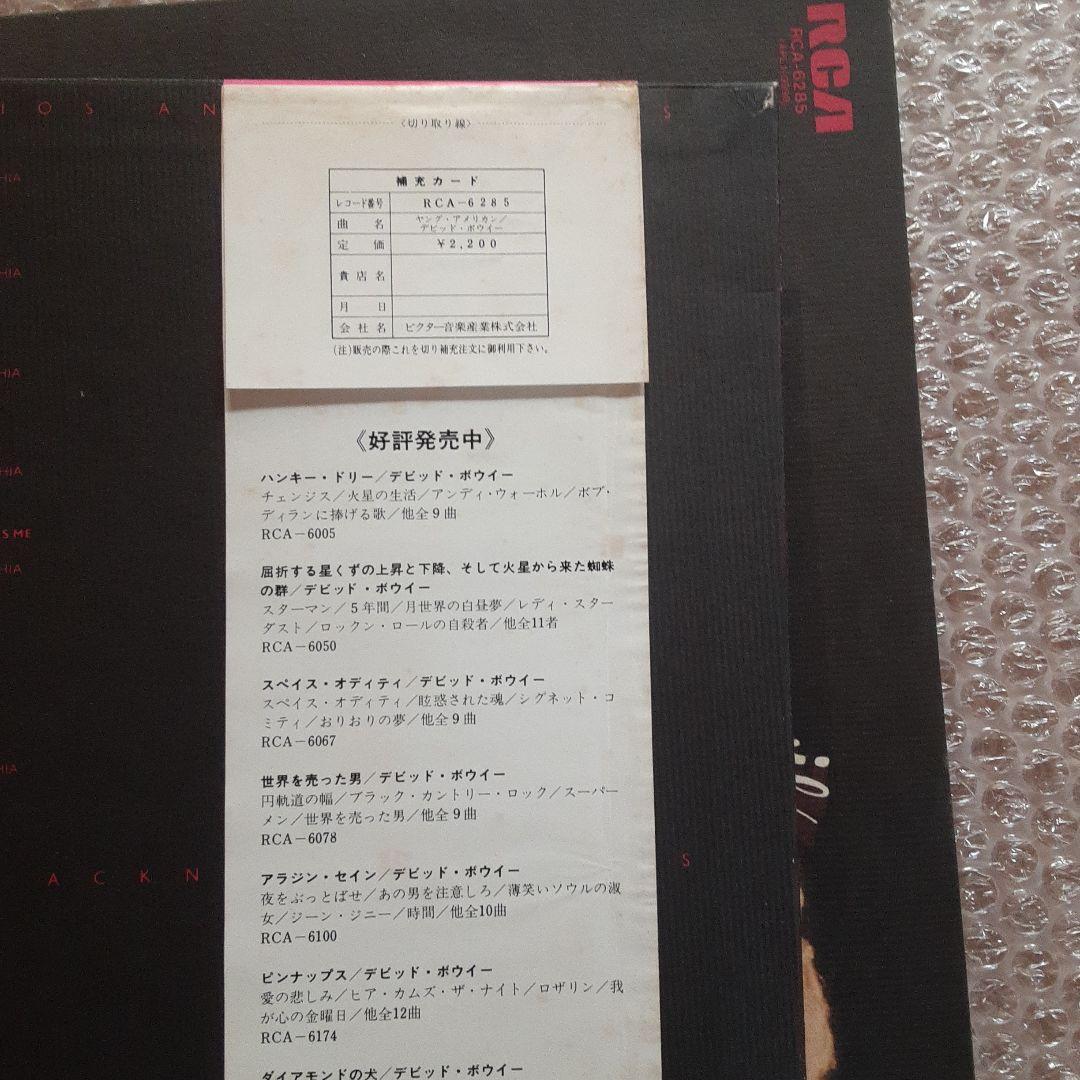 RCA
RCA-6285
IOS AN
S
HIA
HIA
HIA
HIA
S ME
HIA
HIA
ACKN
S
〈切り取り線〉
補充カード
レコード番号 RCA-6285
曲名 ヤング・アメリカン/
デビッド・ボウイー
定価 ¥2,200
貴店名
月日
会社名 ビクター音楽産業株式会社
(注)販売の際これを切り補充注文に御利用下さい。
《好評発売中》
ハンキー・ドリー/デビッド・ボウイー
チェンジス/火星の生活/アンディ・ウォーホル/ボブ・
ディランに捧げる歌/他全9曲
RCA-6005
屈折する星くずの上昇と下降、そして火星から来た蜘蛛
の群/デビッド・ボウイー
スターマン/5年間/月世界の白昼夢/レディ・スター
ダスト/ロックン・ロールの自殺者/他全11者
RCA-6050
スペイス・オディティ/デビッド・ボウイー
スペイス・オディティ/眩惑された魂/シグネット・コ
ミティ/おりおりの夢/他全9曲
RCA-6067
世界を売った男/デビッド・ボウイー
円軌道の幅/ブラック・カントリー・ロック/スーパー
メン/世界を売った男/他全9曲
RCA-6078
アラジン・セイン/デビッド・ボウイー
夜をぶっとばせ/あの男を注意しろ/薄笑いソウルの淑
女/ジーン・ジニー/時間/他全10曲
RCA-6100
ピンナップス/デビッド・ボウイー
愛の悲しみ/ヒア・カムズ・ザ・ナイト/ロザリン/我
が心の金曜日/他全12曲
RCA-6174
ダイアモンドの犬/デビッド・ボウイー